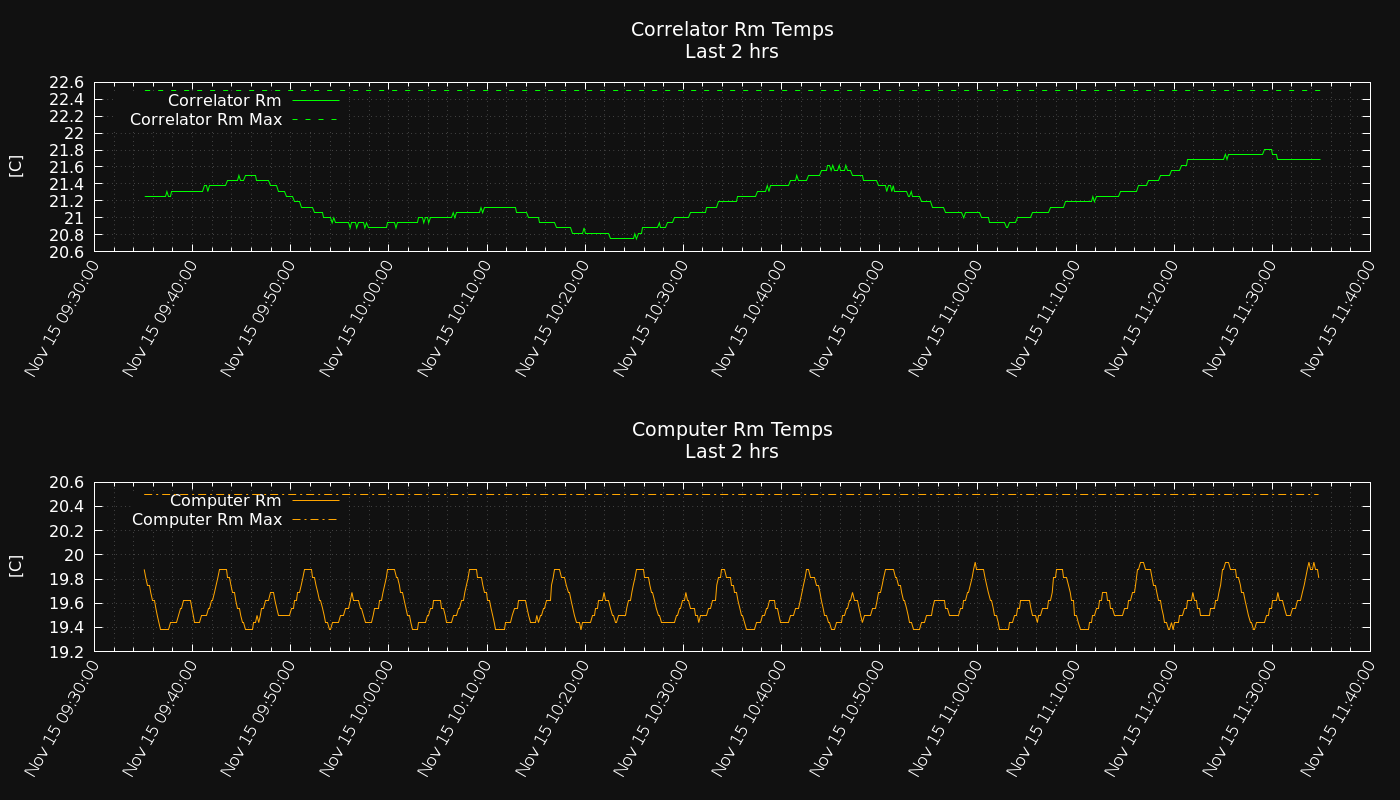 Correlator Rm Temps
Last 2 hrs
[C]
22.6
22.4
22.2
22
21.8
21.6
21.4
21.2
21
20.8
20.6
Correlator Rm
Correlator Rm Max
Nov 15 09:30:00
Nov 15 09:40:00
Nov 15 09:50:00
Nov 15 10:00:00
Nov 15 10:10:00
Nov 15 10:20:00
Nov 15 10:30:00
Nov 15 10:40:00
Nov 15 10:50:00
Nov 15 11:00:00
Nov 15 11:10:00
Nov 15 11:20:00
Nov 15 11:30:00
Nov 15 11:40:00
Computer Rm Temps
Last 2 hrs
[C]
20.6
20.4
20.2
20
19.8
19.6
19.4
19.2
Computer Rm
Computer Rm Max
Nov 15 09:30:00
Nov 15 09:40:00
Nov 15 09:50:00
Nov 15 10:00:00
Nov 15 10:10:00
Nov 15 10:20:00
Nov 15 10:30:00
Nov 15 10:40:00
Nov 15 10:50:00
Nov 15 11:00:00
Nov 15 11:10:00
Nov 15 11:20:00
Nov 15 11:30:00
Nov 15 11:40:00